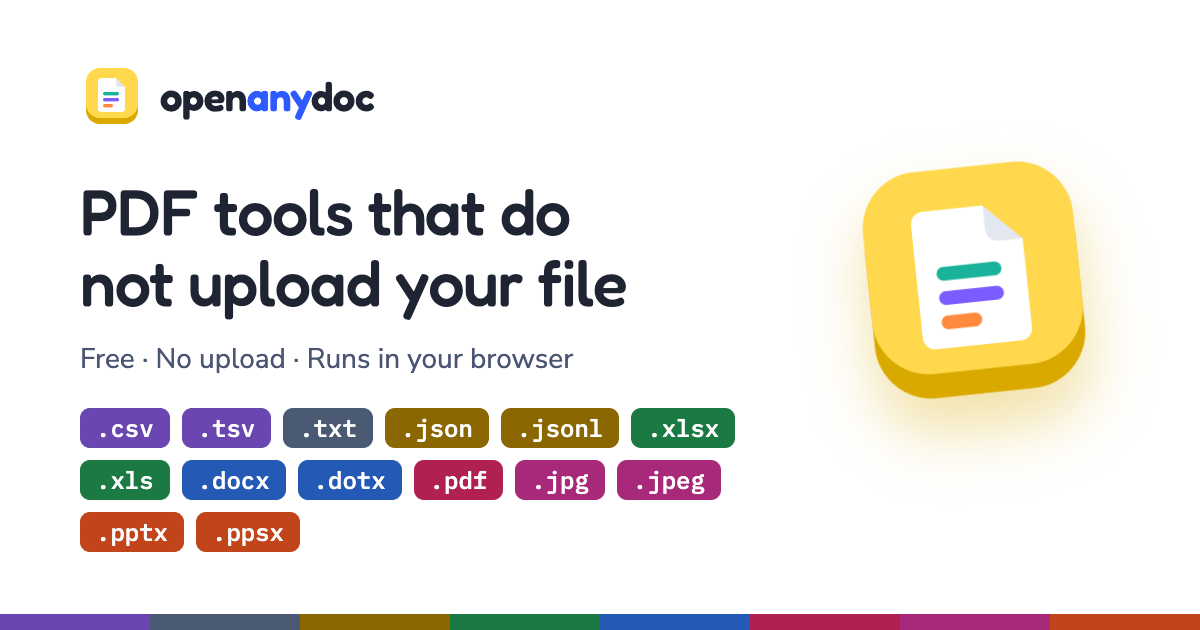 openanydoc
PDF tools that do
not upload your file
Free · No upload · Runs in your browser
.csv .tsv .txt .json .jsonl .xlsx
.xls .docx .dotx .pdf .jpg .jpeg
.pptx .ppsx